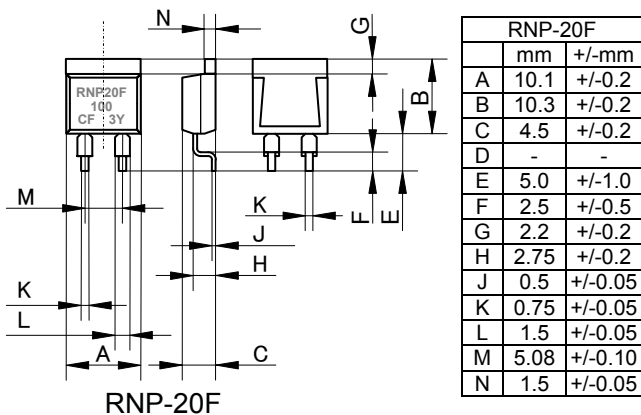 N
G
B
RNP20F
100
CF 3Y
M
K
F
E
J
H
K
L
A
C
RNP-20F
RNP-20F
mm +/-mm
A 10.1 +/-0.2
B 10.3 +/-0.2
C 4.5 +/-0.2
D - -
E 5.0 +/-1.0
F 2.5 +/-0.5
G 2.2 +/-0.2
H 2.75 +/-0.2
J 0.5 +/-0.05
K 0.75 +/-0.05
L 1.5 +/-0.05
M 5.08 +/-0.10
N 1.5 +/-0.05